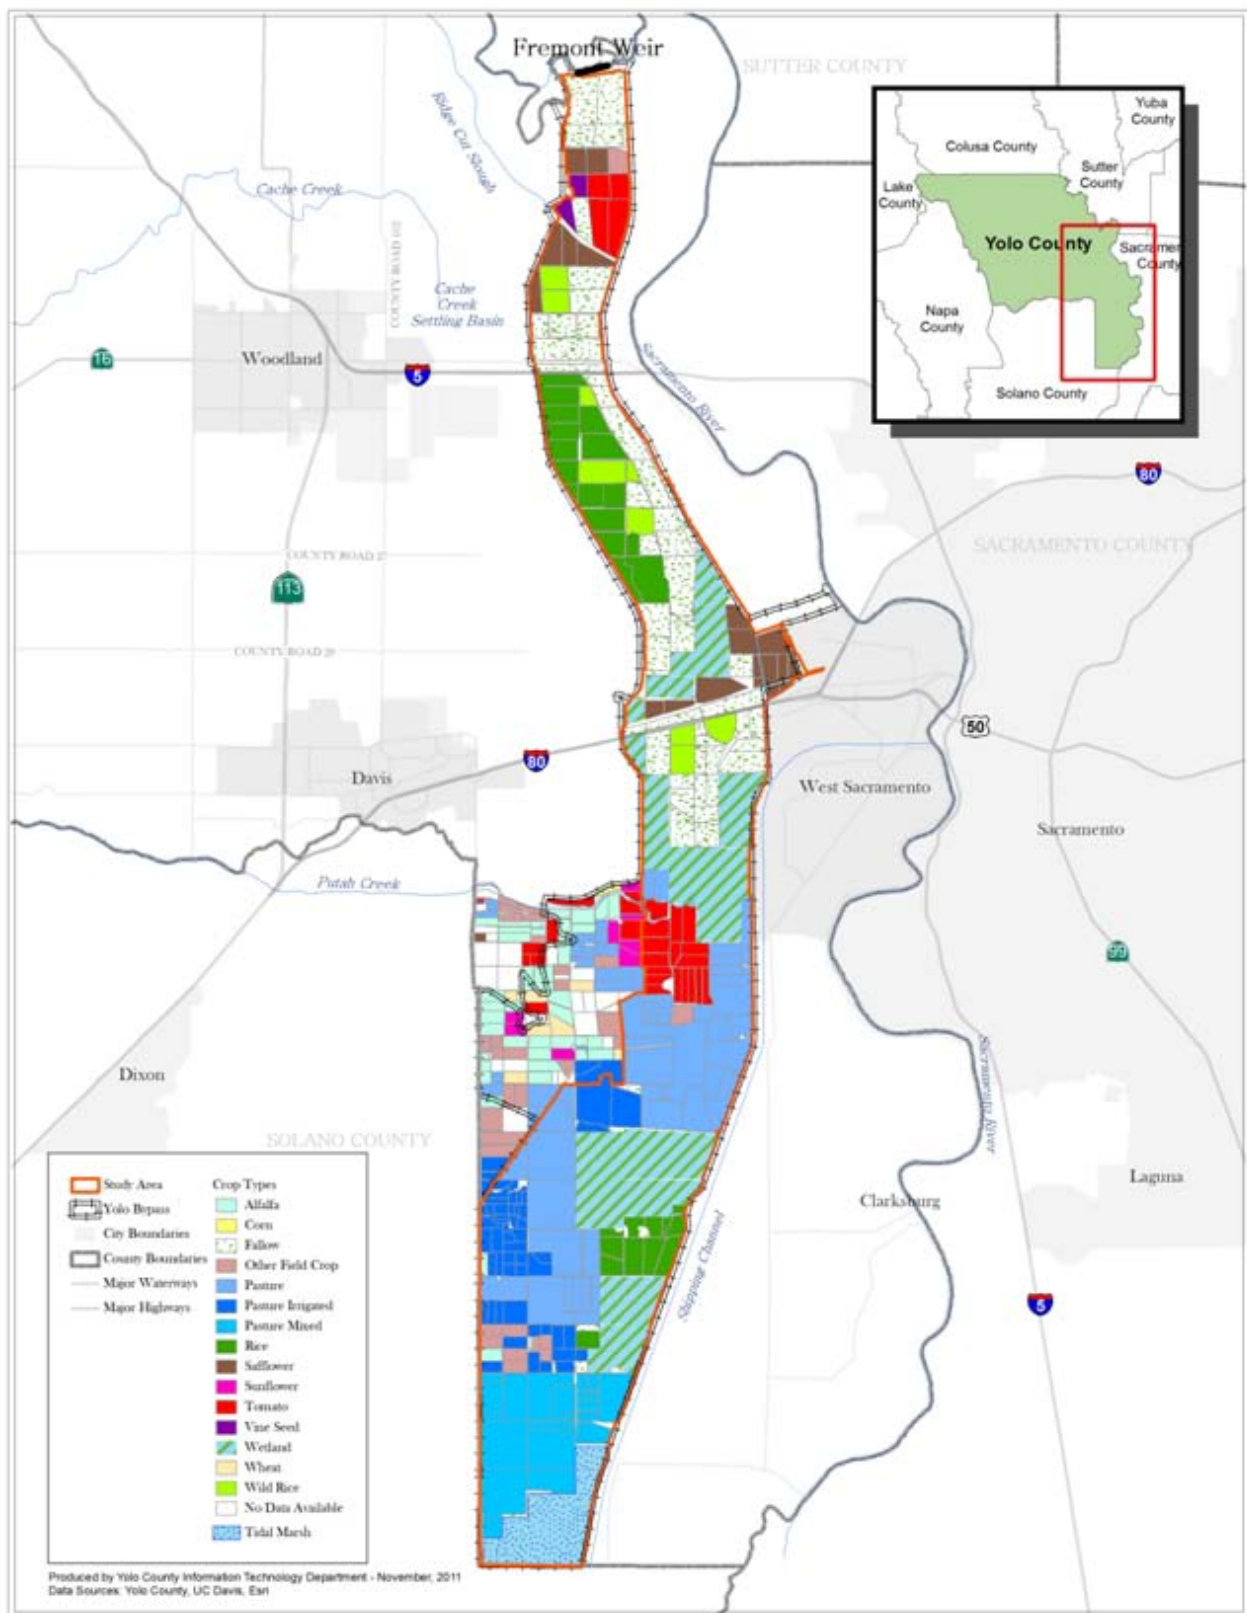 Fremont Weir
SUTTER COUNTY
Ridge Cut Slough
Cache Creek
COUNTY ROAD 102
Cache
Creek
Settling Basin
Woodland
16
5
Sacramento River
Yuba
County
Colusa County
Sutter
County
Lake
County
Yolo County
Sacramen
County
Napa
County
Solano County
80
SACRAMENTO COUNTY
COUNTY ROAD 27
113
COUNTY ROAD 29
50
80
Davis
West Sacramento
Sacramento
Putah Creek
99
Sacramento River
Dixon
SOLANO COUNTY
Laguna
Clarksburg
Shipping Channel
5
Study Area
Yolo Bypass
City Boundaries
County Boundaries
Major Waterways
Major Highways
Crop Types
Alfalfa
Corn
Fallow
Other Field Crop
Pasture
Pasture Irrigated
Pasture Mixed
Rice
Safflower
Sunflower
Tomato
Vine Seed
Wetland
Wheat
Wild Rice
No Data Available
Tidal Marsh
Produced by Yolo County Information Technology Department - November, 2011
Data Sources: Yolo County, UC Davis, Esri